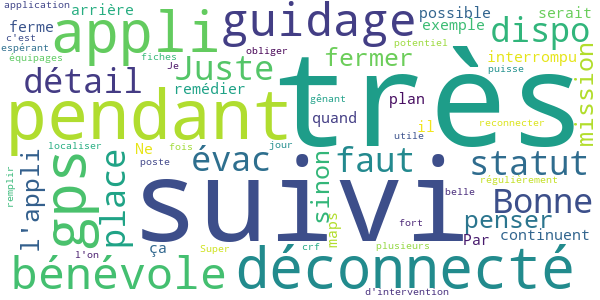 application
arrière
c'est
ferme
espérant
équipages
appli
fiches
Je
guidage
obliger
Juste
remédier
possible
exemple
serait
dispo
potentiel
fermer
interrompu
puisse
détail
pendant
très
gênant
plan
quand
il
mission
reconnecter
utile
localiser
Ne
fois
jour
poste
évac
faut
statut
régulièrement
l'appli
gps
place
remplir
suivi
sinon
maps
belle
Bonne
penser
fort
Par
continuent
ça
l'on
Super
crf
plusieurs
bénévole
déconnecté
d'intervention